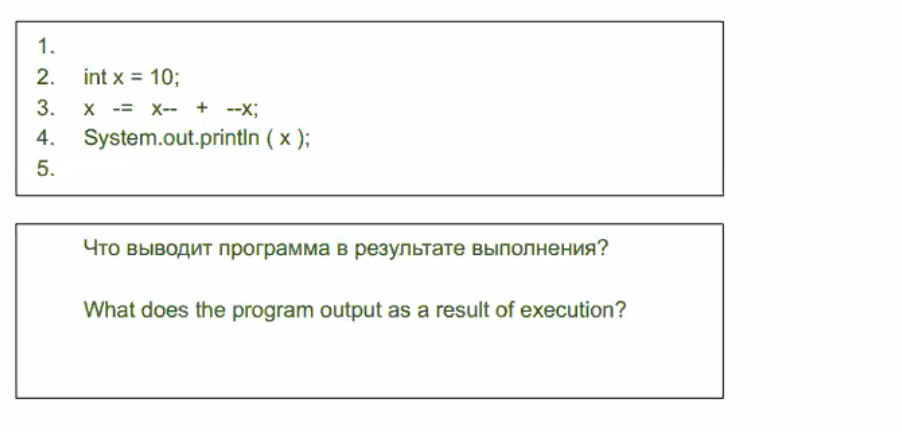 1.
2. int x = 10;
3. x -= x-- + --x;
4. System.out.println ( x );
5.
Что выводит программа в результате выполнения?
What does the program output as a result of execution?